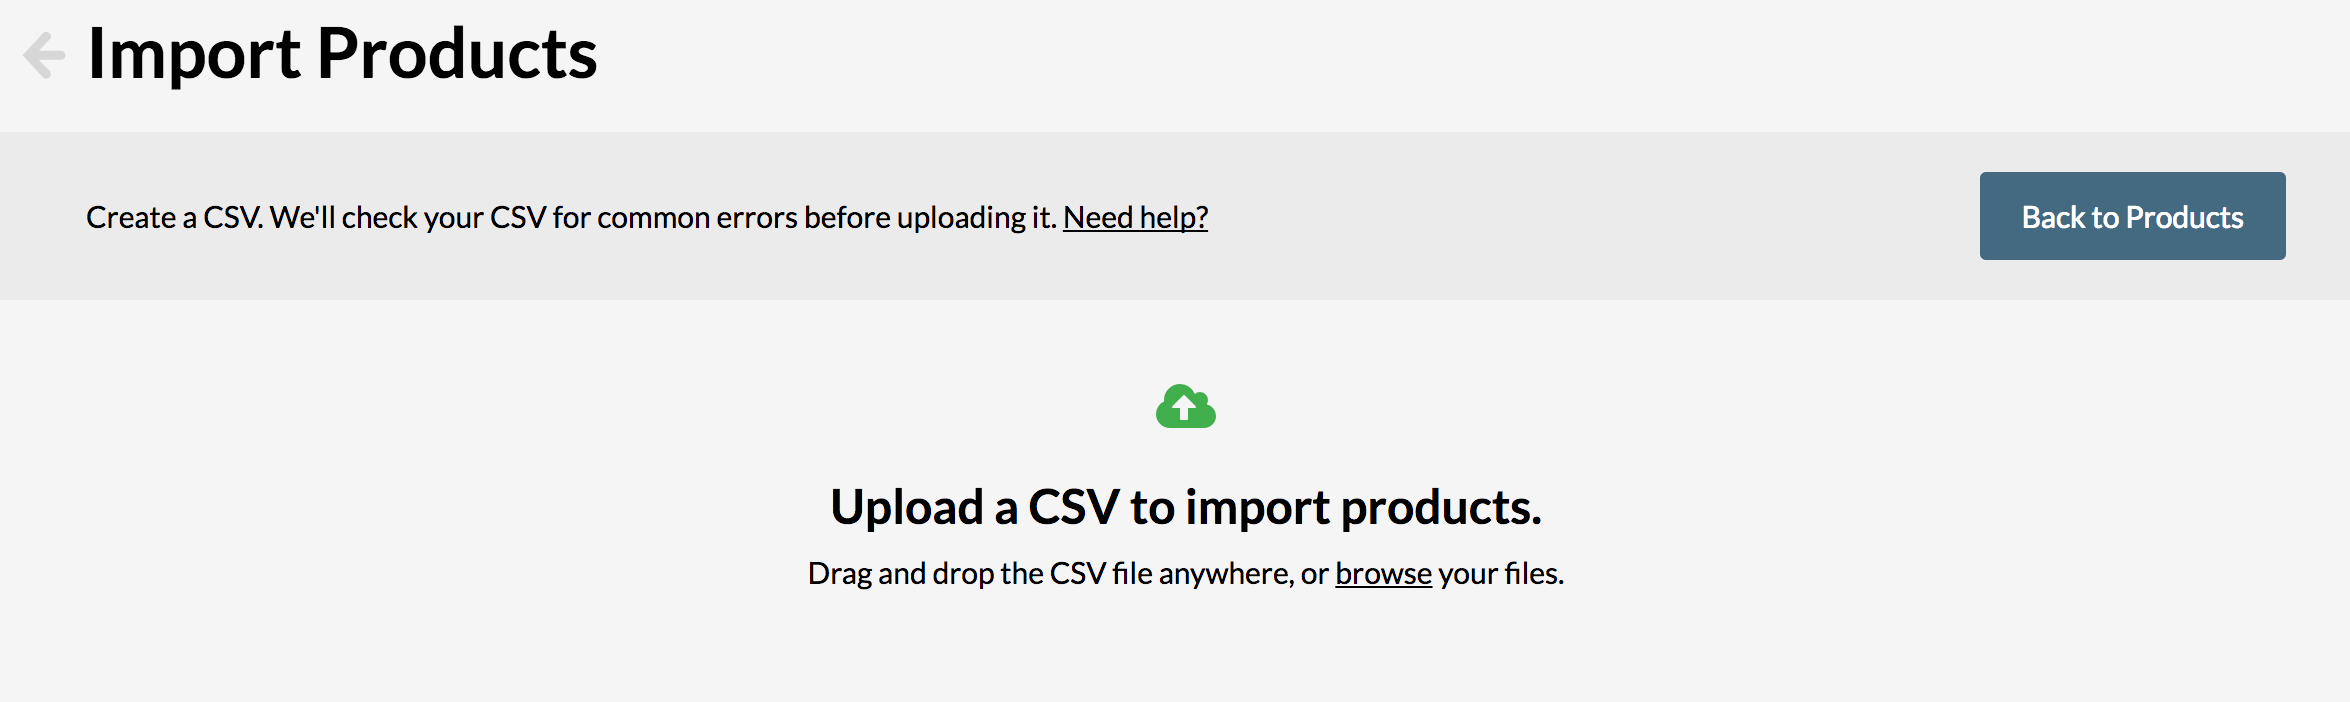 Import Products
Create a CSV. We'll check your CSV for common errors before uploading it. Need help?
Back to Products
Upload a CSV to import products.
Drag and drop the CSV file anywhere, or browse your files.